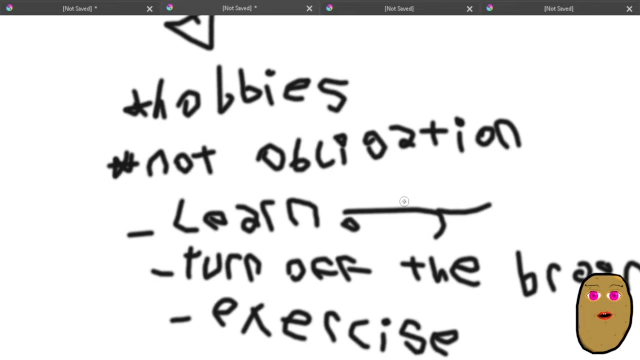 [Not Saved] * [Not Saved] * [Not Saved] [Not Saved]
*hobbies
*not obligation
- Learn
- turn off the
- exercise